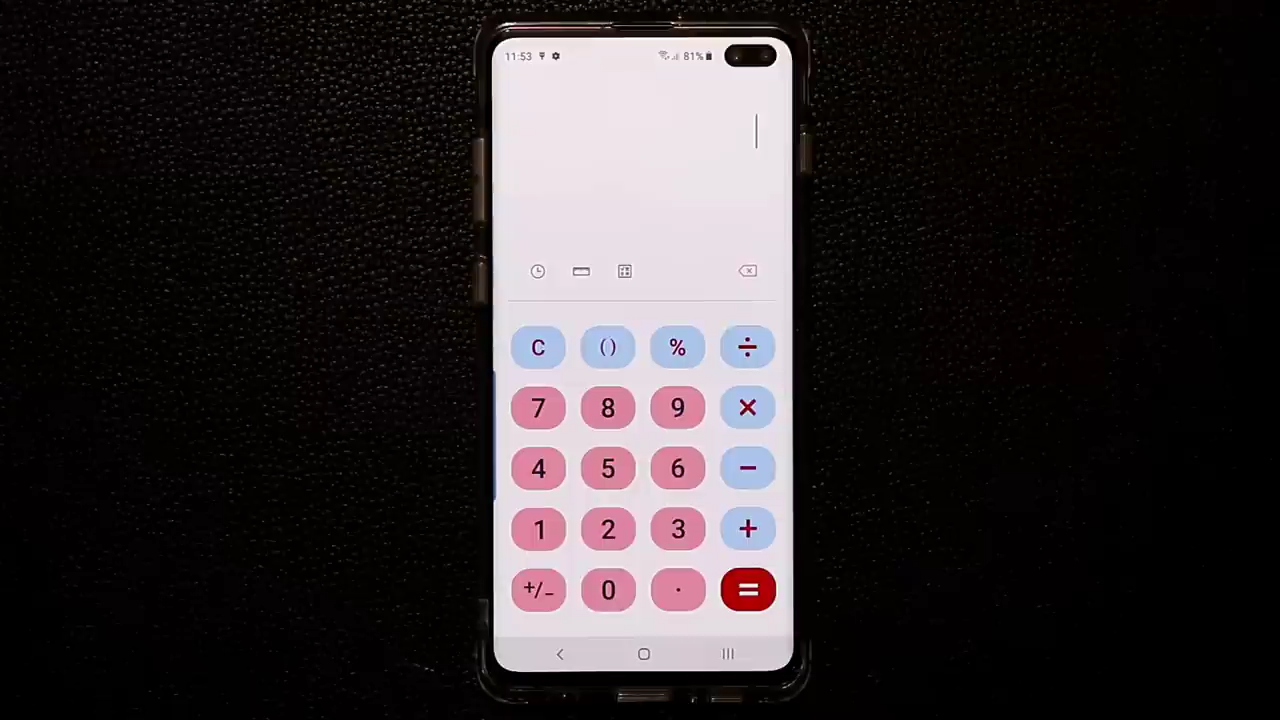 11:53 81%
C () % ÷
7 8 9 ×
4 5 6 −
1 2 3 +
+/− 0 . =